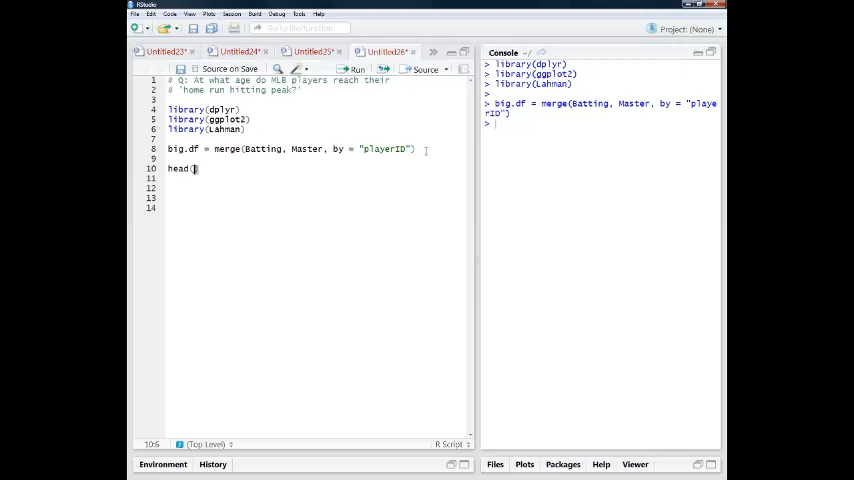 RStudio
File Edit Code View Plots Session Build Debug Tools Help
Go to file/function
Project: (None)
Untitled23* Untitled24* Untitled25* Untitled26*
Source on Save Run Source
1 # Q: At what age do MLB players reach their
2 # `home run hitting peak?`
3
4 library(dplyr)
5 library(ggplot2)
6 library(Lahman)
7
8 big.df = merge(Batting, Master, by = "playerID")
9
10 head()
11
12
13
14
10:6 (Top Level) R Script
Environment History
Console ~/
> library(dplyr)
> library(ggplot2)
> library(Lahman)
>
> big.df = merge(Batting, Master, by = "playe
rID")
>
Files Plots Packages Help Viewer